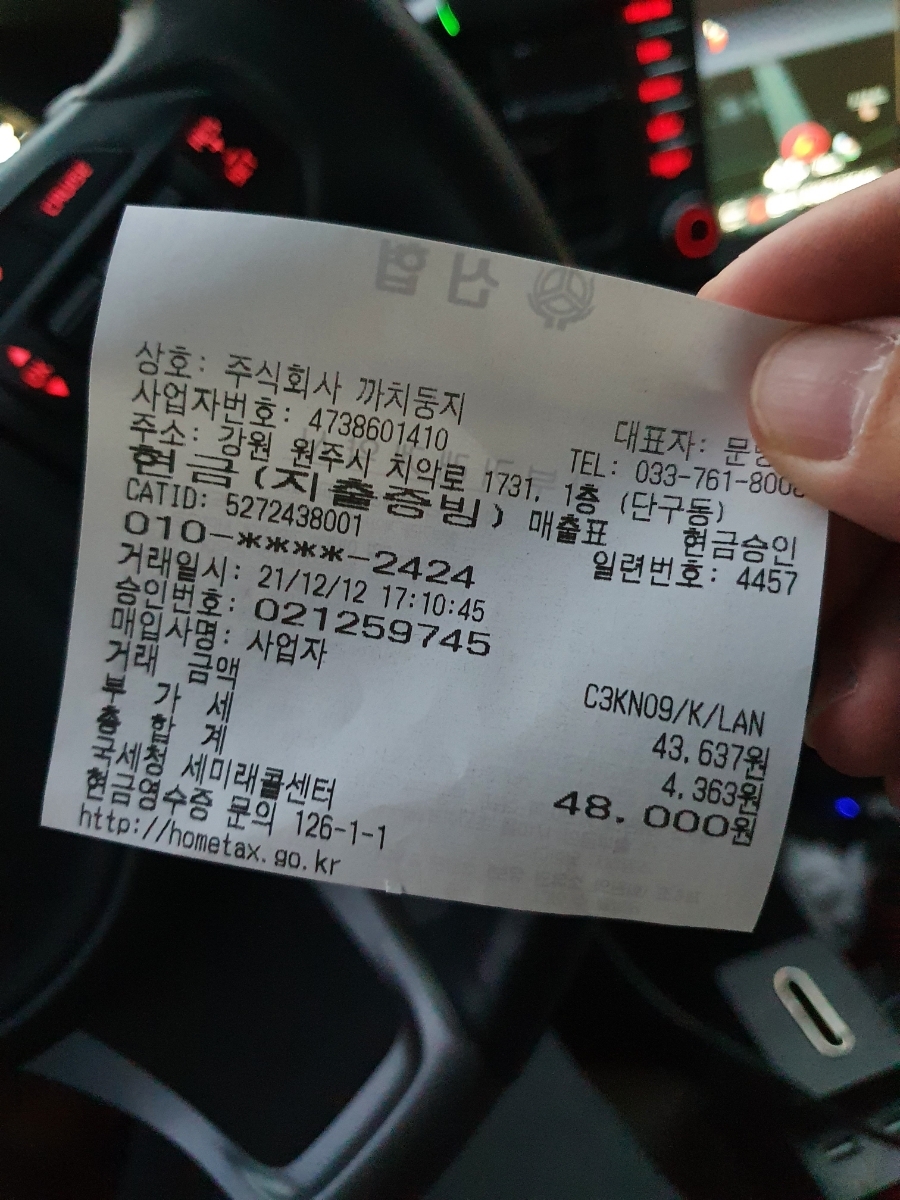 신협
상호: 주식회사 까치둥지
사업자번호: 4738601410 대표자: 문
주소: 강원 원주시 치악로 1731, 1층 (단구동) TEL: 033-761-800
현금(지출증빙) 매출표 현금승인
CATID: 5272438001 일련번호: 4457
010-****-2424
거래일시: 21/12/12 17:10:45
승인번호: 021259745
매입사명: 사업자 C3KN09/K/LAN
거래 금액 43,637원
부 가 세 4,363원
총 합 계 48,000원
국세청 세미래콜센터
현금영수증 문의 126-1-1
http://hometax.go.kr